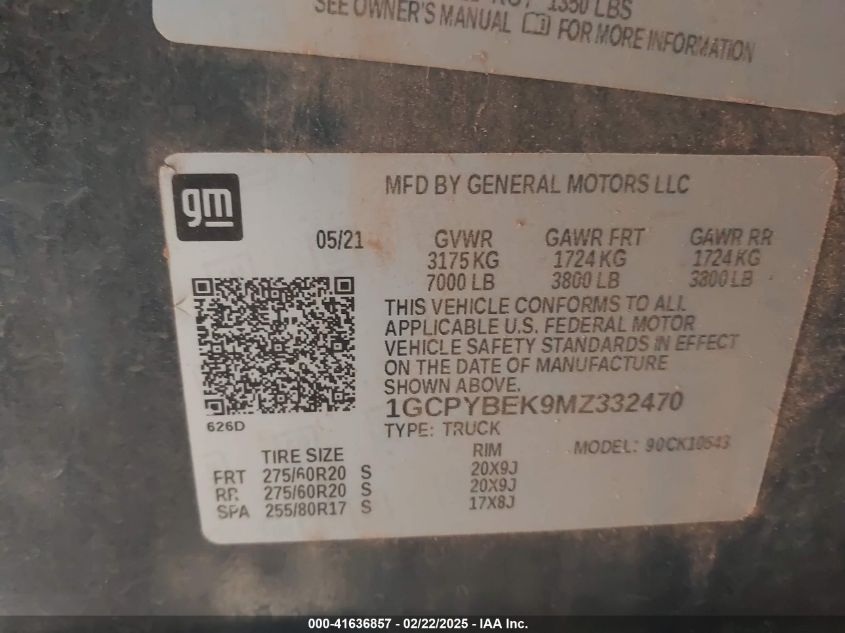 1350 LBS
SEE OWNER'S MANUAL FOR MORE INFORMATION
gm
MFD BY GENERAL MOTORS LLC
05/21 GVWR GAWR FRT GAWR RR
3175 KG 1724 KG 1724 KG
7000 LB 3800 LB 3800 LB
THIS VEHICLE CONFORMS TO ALL
APPLICABLE U.S. FEDERAL MOTOR
VEHICLE SAFETY STANDARDS IN EFFECT
ON THE DATE OF MANUFACTURE
SHOWN ABOVE.
1GCPYBEK9MZ332470
626D
TYPE: TRUCK
MODEL: 90CK10543
TIRE SIZE RIM
FRT 275/60R20 S 20X9J
RR 275/60R20 S 20X9J
SPA 255/80R17 S 17X8J
000-41636857 - 02/22/2025 - IAA Inc.